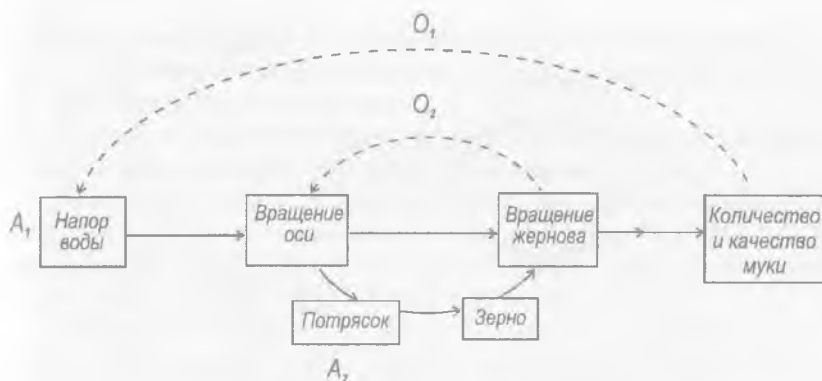 O₁
O₂
A₁
Напор
воды
Вращение
оси
Вращение
жернова
Количество
и качество
муки
Потрясок
Зерно
A₂